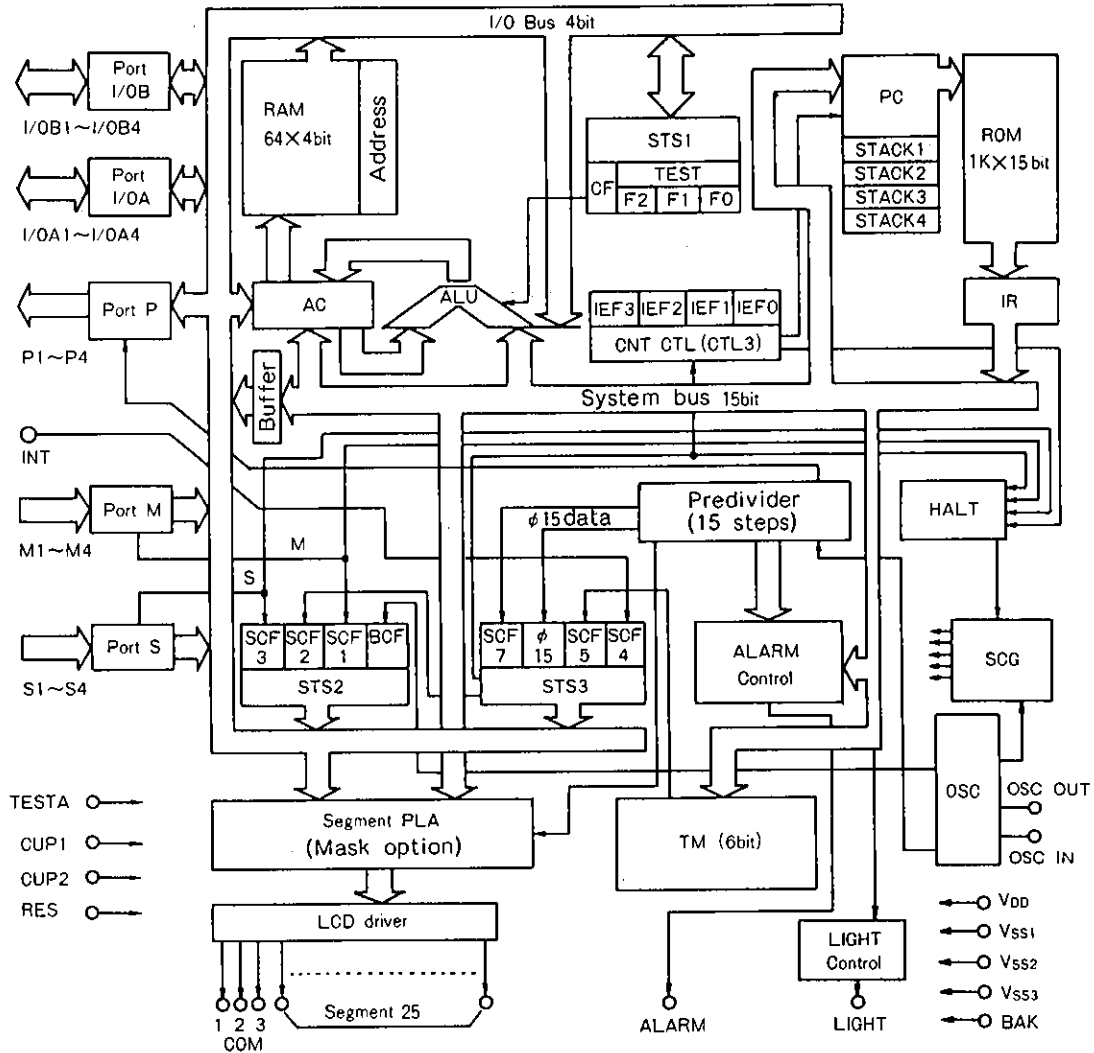 I/O Bus 4bit
Port
I/OB
I/OB1~I/OB4
Port
I/OA
I/OA1~I/OA4
RAM
64×4bit
Address
STS1
CF
TEST
F2 F1 F0
PC
STACK1
STACK2
STACK3
STACK4
ROM
1K×15bit
Port P
P1~P4
AC
ALU
IEF3 IEF2 IEF1 IEF0
CNT CTL (CTL3)
IR
Buffer
System bus 15bit
INT
Port M
M1~M4
M
φ15data
Predivider
(15 steps)
HALT
S
Port S
S1~S4
SCF
3
SCF
2
SCF
1
BCF
STS2
SCF
7
φ
15
SCF
5
SCF
4
STS3
ALARM
Control
SCG
TESTA
CUP1
CUP2
RES
Segment PLA
(Mask option)
TM (6bit)
OSC
OSC OUT
OSC IN
LCD driver
LIGHT
Control
VDD
VSS1
VSS2
VSS3
BAK
1 2 3
COM
Segment 25
ALARM
LIGHT